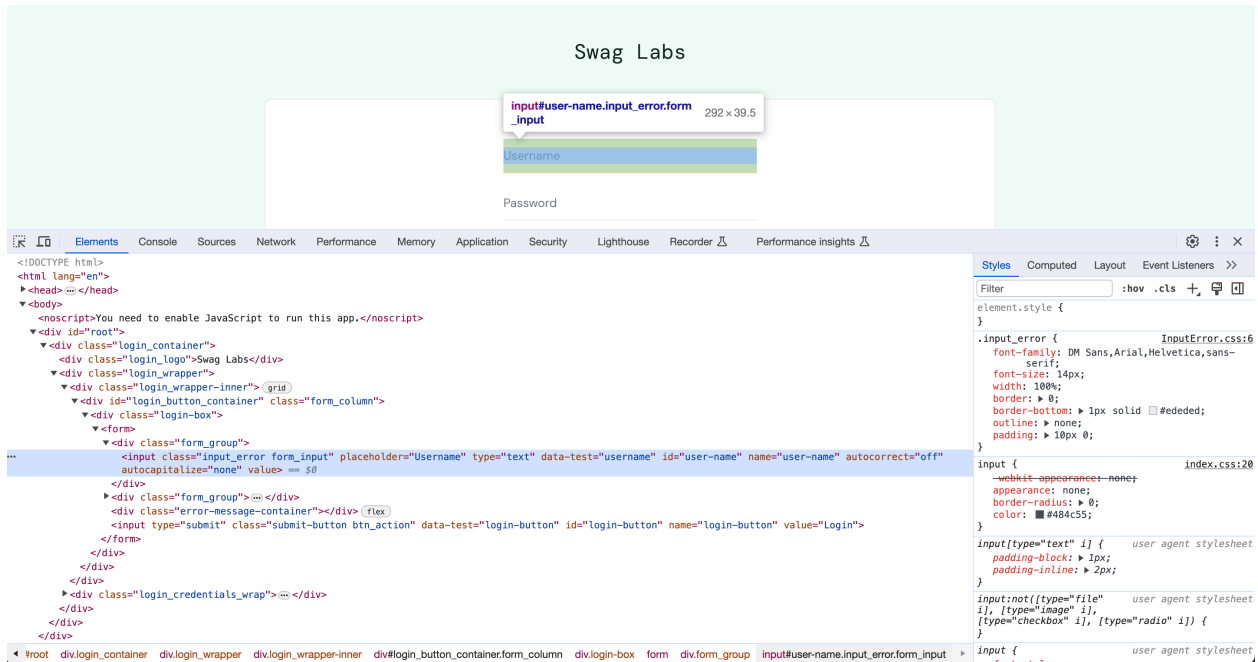 Swag Labs
input#user-name.input_error.form
_input
292 × 39.5
Username
Password
Elements Console Sources Network Performance Memory Application Security Lighthouse Recorder Performance insights
<!DOCTYPE html>
<html lang="en">
<head> ⋯ </head>
<body>
<noscript>You need to enable JavaScript to run this app.</noscript>
<div id="root">
<div class="login_container">
<div class="login_logo">Swag Labs</div>
<div class="login_wrapper">
<div class="login_wrapper-inner"> grid
<div id="login_button_container" class="form_column">
<div class="login-box">
<form>
<div class="form_group">
<input class="input_error form_input" placeholder="Username" type="text" data-test="username" id="user-name" name="user-name" autocorrect="off"
autocapitalize="none" value> == $0
</div>
<div class="form_group"> ⋯ </div>
<div class="error-message-container"></div> flex
<input type="submit" class="submit-button btn_action" data-test="login-button" id="login-button" name="login-button" value="Login">
</form>
</div>
</div>
</div>
<div class="login_credentials_wrap"> ⋯ </div>
</div>
</div>
</div>
#root div.login_container div.login_wrapper div.login_wrapper-inner div#login_button_container.form_column div.login-box form div.form_group input#user-name.input_error.form_input
Styles Computed Layout Event Listeners
Filter :hov .cls
element.style {
}
.input_error { InputError.css:6
font-family: DM Sans,Arial,Helvetica,sans-
serif;
font-size: 14px;
width: 100%;
border: 0;
border-bottom: 1px solid #ededed;
outline: none;
padding: 10px 0;
}
input { index.css:20
-webkit-appearance: none;
appearance: none;
border-radius: 0;
color: #484c55;
}
input[type="text" i] { user agent stylesheet
padding-block: 1px;
padding-inline: 2px;
}
input:not([type="file" user agent stylesheet
i], [type="image" i],
[type="checkbox" i], [type="radio" i]) {
}
input { user agent stylesheet